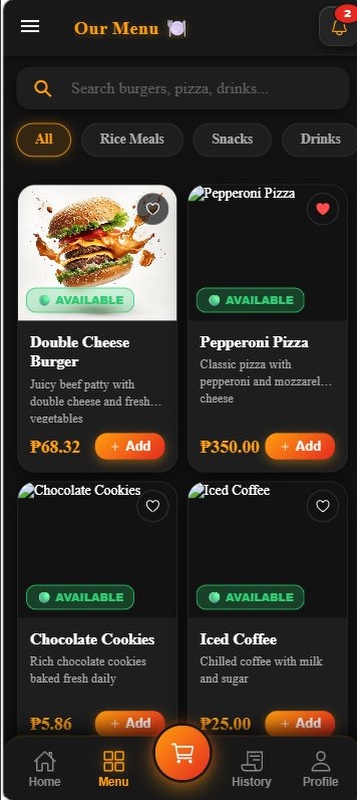 Our Menu 🍽️
2
Search burgers, pizza, drinks...
All
Rice Meals
Snacks
Drinks
AVAILABLE
Double Cheese
Burger
Juicy beef patty with
double cheese and fresh...
vegetables
₱68.32
+ Add
Pepperoni Pizza
AVAILABLE
Pepperoni Pizza
Classic pizza with
pepperoni and mozzarel...
cheese
₱350.00
+ Add
Chocolate Cookies
AVAILABLE
Chocolate Cookies
Rich chocolate cookies
baked fresh daily
₱5.86
+ Add
Iced Coffee
AVAILABLE
Iced Coffee
Chilled coffee with milk
and sugar
₱25.00
+ Add
Home
Menu
History
Profile